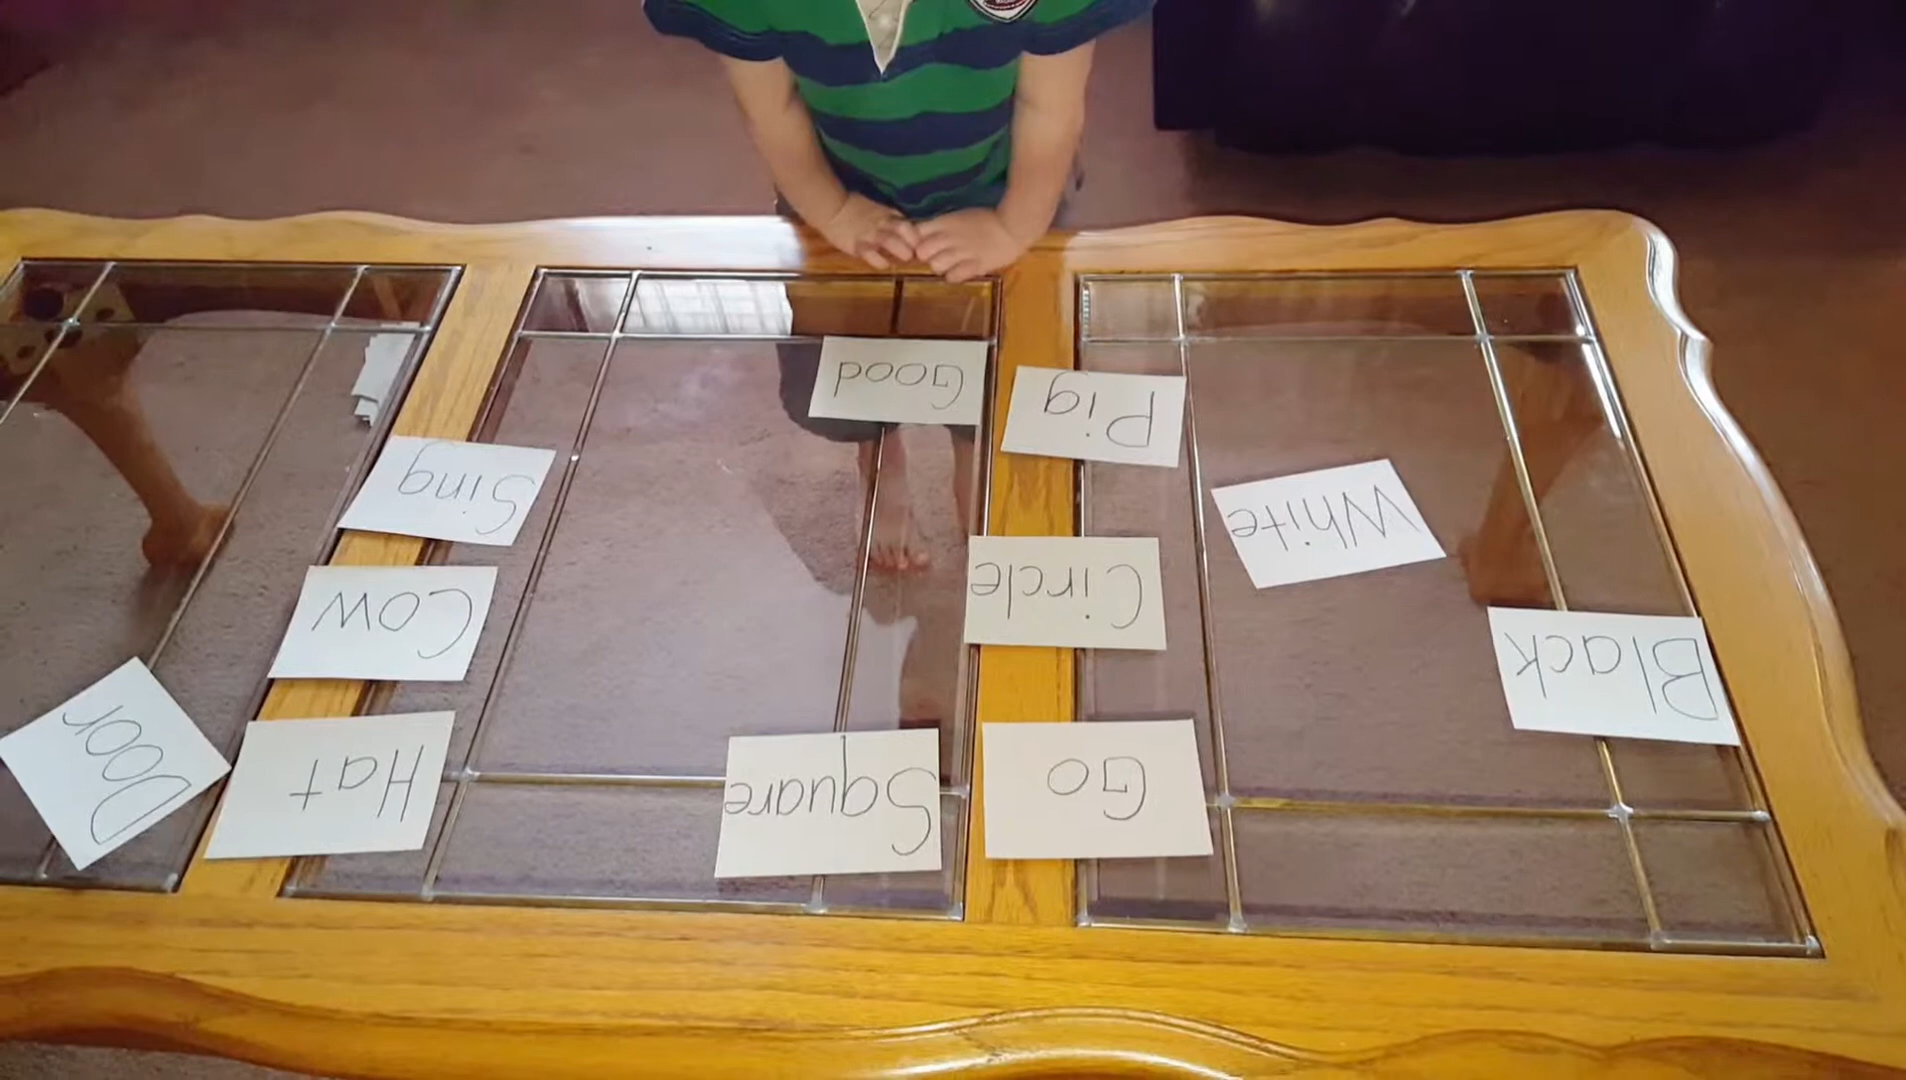 Good
Pig
Sing
White
Circle
Cow
Black
Door
Hat
Square
Go